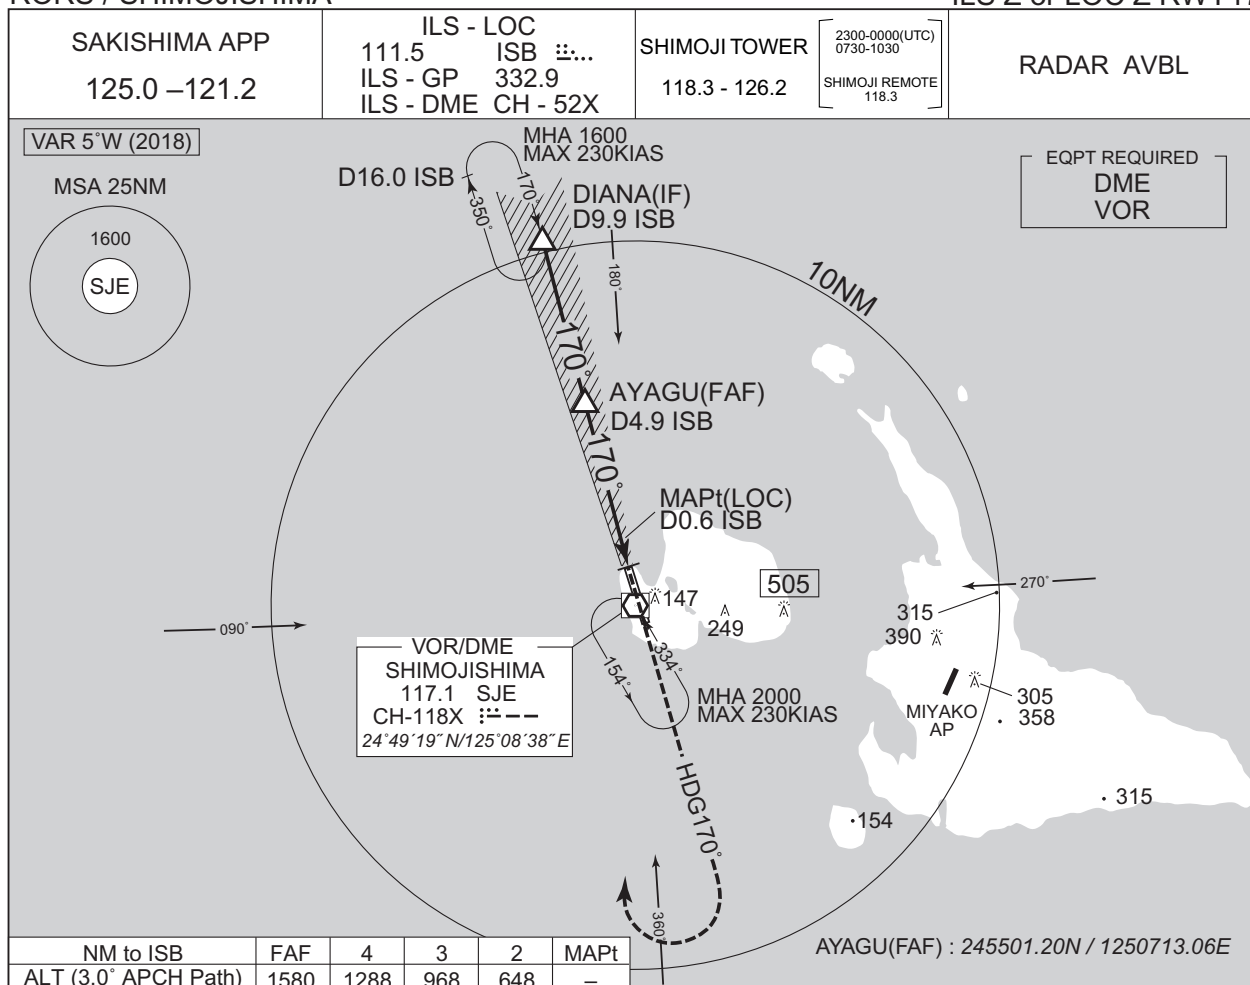 RORS / SHIMOJISHIMA
ILS Z or LOC Z RWY 17
SAKISHIMA APP
125.0 –121.2
ILS - LOC
111.5 ISB
ILS - GP 332.9
ILS - DME CH - 52X
SHIMOJI TOWER
118.3 - 126.2
2300-0000(UTC)
0730-1030
SHIMOJI REMOTE
118.3
RADAR AVBL
VAR 5°W (2018)
MSA 25NM
1600
SJE
MHA 1600
MAX 230KIAS
D16.0 ISB
170°
350°
DIANA(IF)
D9.9 ISB
180°
EQPT REQUIRED
DME
VOR
10NM
170°
AYAGU(FAF)
D4.9 ISB
170°
MAPt(LOC)
D0.6 ISB
505
147
249
270°
315
390
090°
334°
154°
VOR/DME
SHIMOJISHIMA
117.1 SJE
CH-118X
24°49´19˝N/125°08´38˝E
MHA 2000
MAX 230KIAS
305
358
MIYAKO
AP
HDG170°
315
154
360°
AYAGU(FAF) : 245501.20N / 1250713.06E
NM to ISB FAF 4 3 2 MAPt
ALT (3.0° APCH Path) 1580 1288 968 648 –